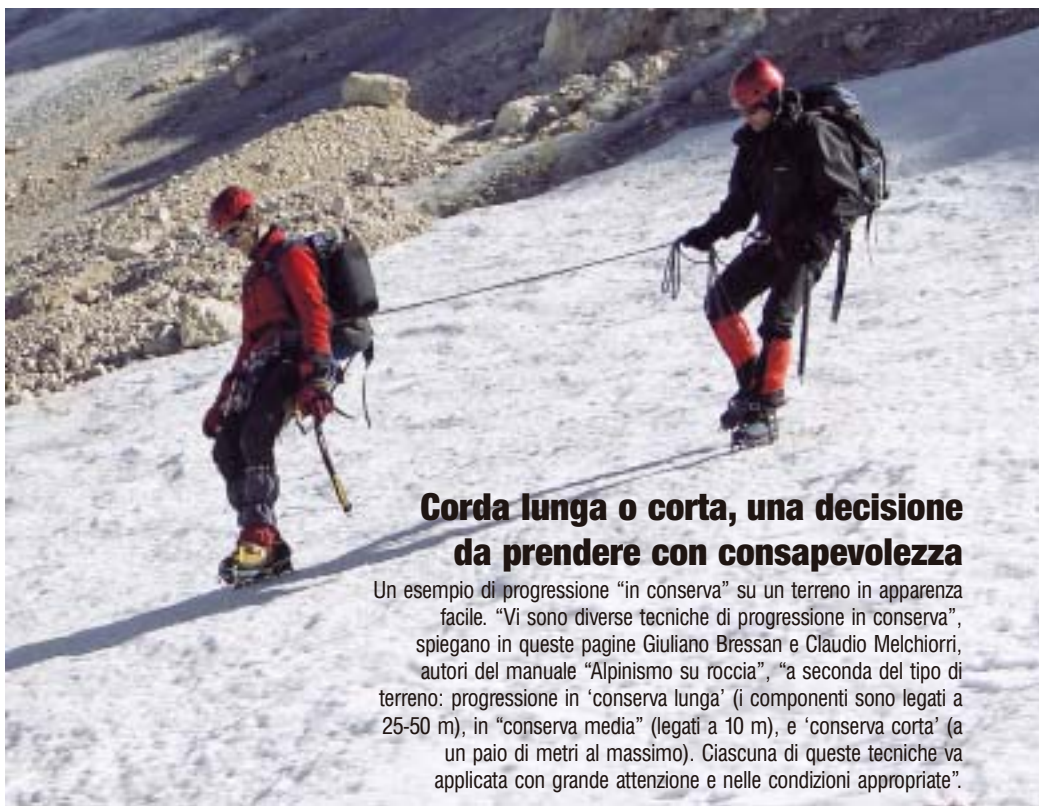 Corda lunga o corta, una decisione
da prendere con consapevolezza
Un esempio di progressione “in conserva” su un terreno in apparenza
facile. “Vi sono diverse tecniche di progressione in conserva”,
spiegano in queste pagine Giuliano Bressan e Claudio Melchiorri,
autori del manuale “Alpinismo su roccia”, “a seconda del tipo di
terreno: progressione in ‘conserva lunga’ (i componenti sono legati a
25-50 m), in “conserva media” (legati a 10 m), e ‘conserva corta’ (a
un paio di metri al massimo). Ciascuna di queste tecniche va
applicata con grande attenzione e nelle condizioni appropriate”.